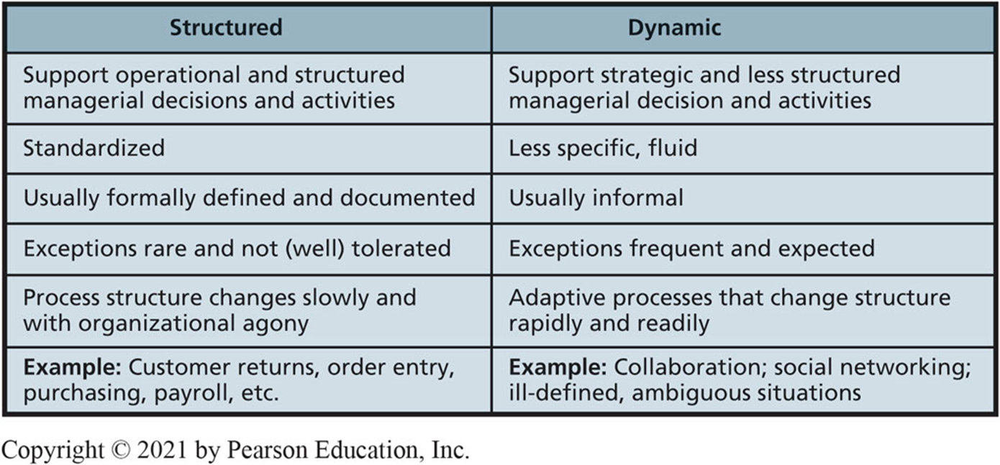 Structured
Dynamic
Support operational and structured
managerial decisions and activities
Support strategic and less structured
managerial decision and activities
Standardized
Less specific, fluid
Usually formally defined and documented
Usually informal
Exceptions rare and not (well) tolerated
Exceptions frequent and expected
Process structure changes slowly and
with organizational agony
Adaptive processes that change structure
rapidly and readily
Example: Customer returns, order entry,
purchasing, payroll, etc.
Example: Collaboration; social networking;
ill-defined, ambiguous situations
Copyright © 2021 by Pearson Education, Inc.